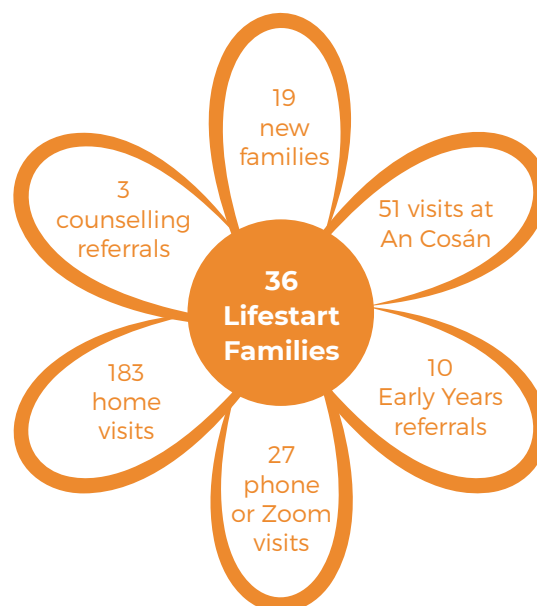 19
new
families
51 visits at
An Cosán
10
Early Years
referrals
27
phone
or Zoom
visits
183
home
visits
3
counselling
referrals
36
Lifestart
Families